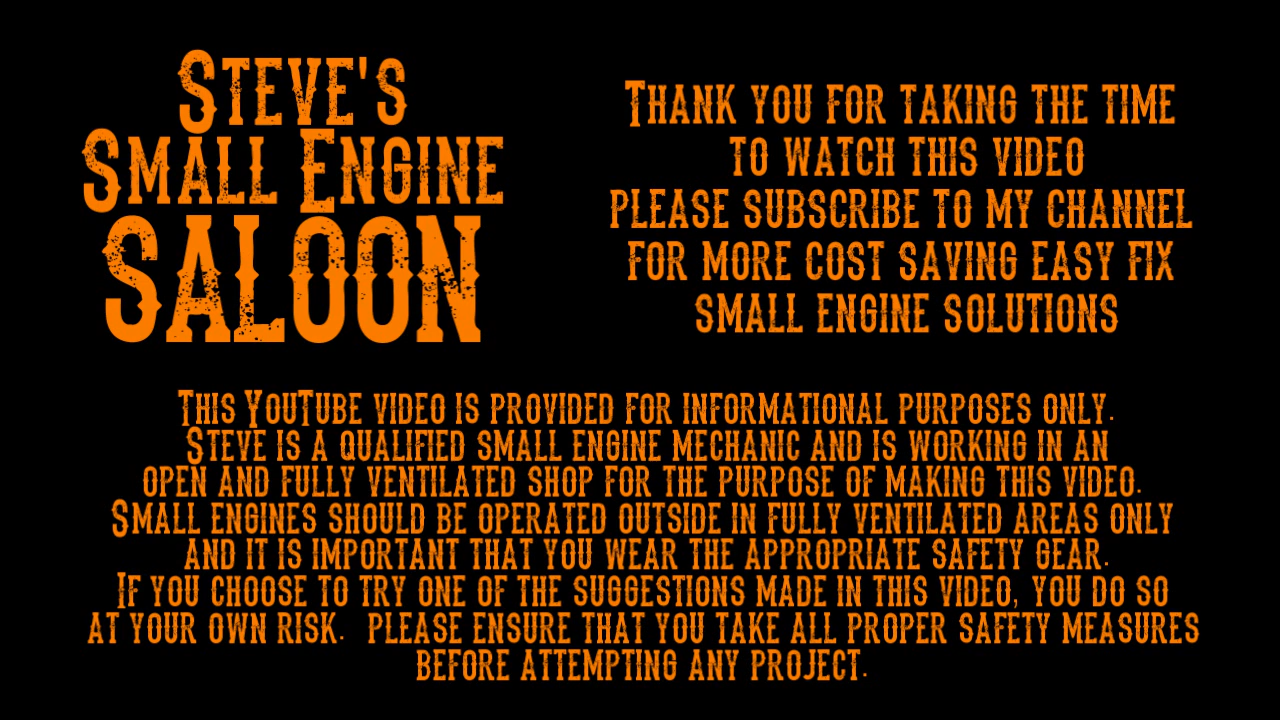 Steve's
Small Engine
SALOON
Thank you for taking the time
to watch this video
please subscribe to my channel
for more cost saving easy fix
small engine solutions
This YouTube video is provided for informational purposes only.
Steve is a qualified small engine mechanic and is working in an
open and fully ventilated shop for the purpose of making this video.
Small engines should be operated outside in fully ventilated areas only
and it is important that you wear the appropriate safety gear.
If you choose to try one of the suggestions made in this video, you do so
at your own risk.  please ensure that you take all proper safety measures
before attempting any project.